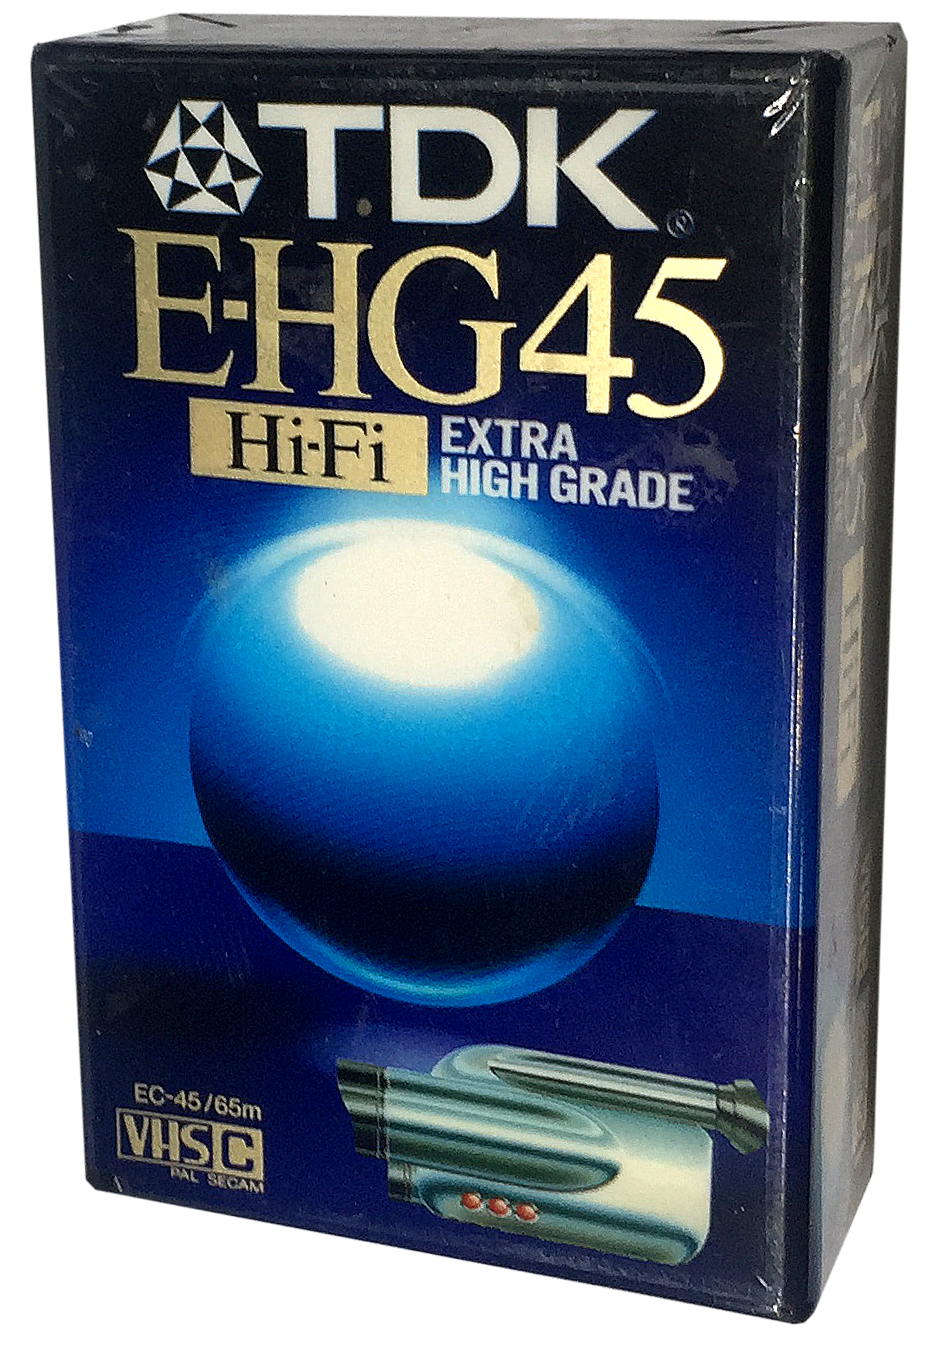 TDK®
E-HG45
Hi-Fi
EXTRA
HIGH GRADE
EC-45/65m
VHS C
PAL SECAM